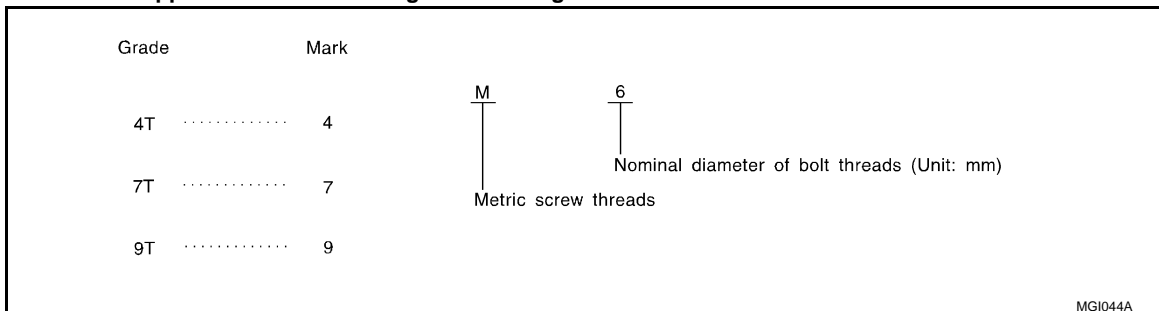 Grade Mark
4T ............. 4
7T ............. 7
9T ............. 9
M 6
Nominal diameter of bolt threads (Unit: mm)
Metric screw threads
MGI044A